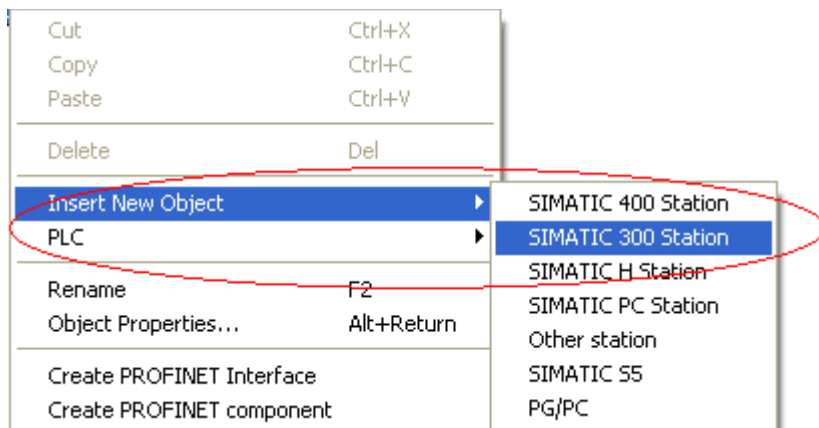 Cut Ctrl+X
Copy Ctrl+C
Paste Ctrl+V
Delete Del
Insert New Object
PLC
Rename F2
Object Properties... Alt+Return
Create PROFINET Interface
Create PROFINET component
SIMATIC 400 Station
SIMATIC 300 Station
SIMATIC H Station
SIMATIC PC Station
Other station
SIMATIC S5
PG/PC